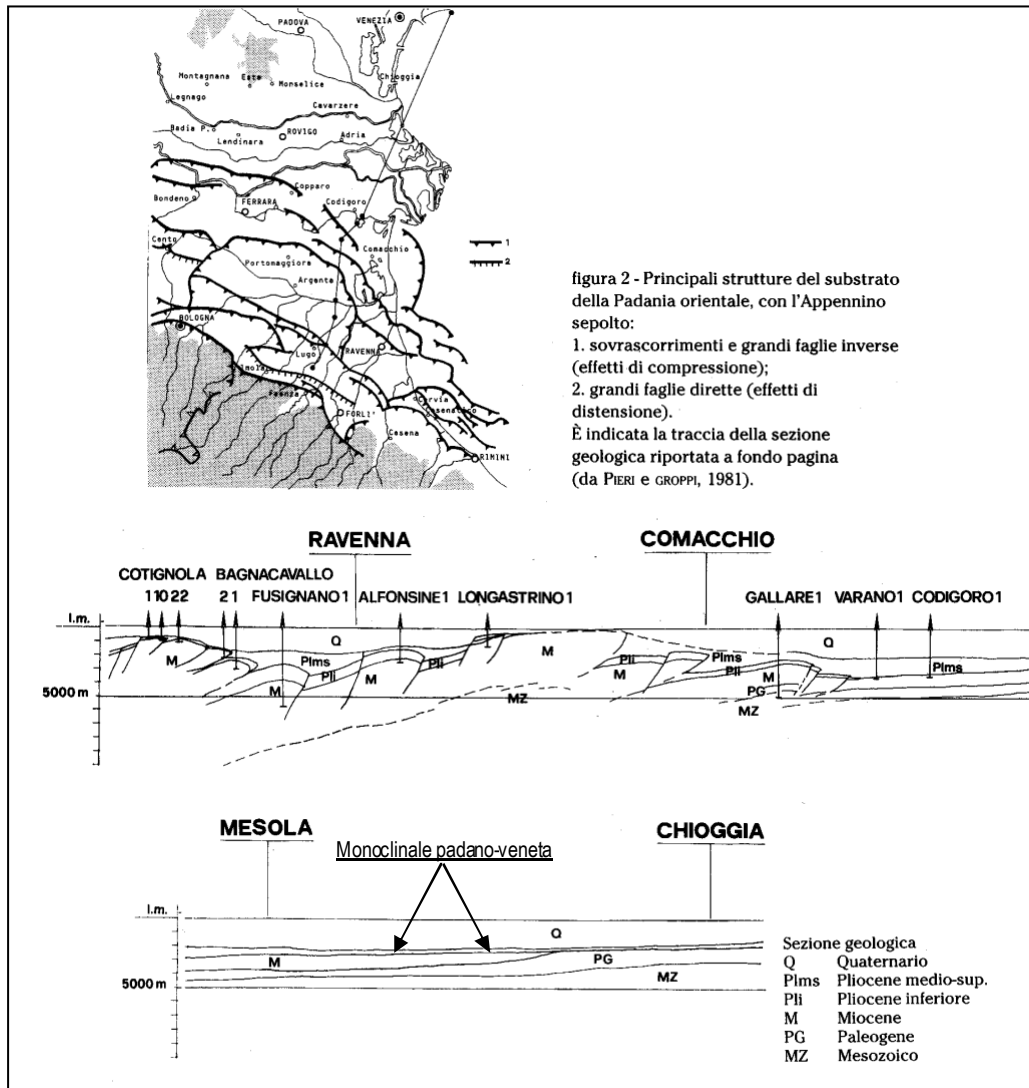 PADOVA
VENEZIA
Chioggia
Montagnana
Este
Monselice
Legnago
Cavarzere
Badia P.
Lendinara
ROVIGO
Adria
Bondeno
FERRARA
Copparo
Codigoro
Cento
Portomaggiore
Comacchio
Argenta
BOLOGNA
Lugo
RAVENNA
Imola
Faenza
FORLI'
Cervia
Cesenatico
Cesena
RIMINI
1
2
figura 2 - Principali strutture del substrato
della Padania orientale, con l'Appennino
sepolto:
1. sovrascorrimenti e grandi faglie inverse
(effetti di compressione);
2. grandi faglie dirette (effetti di
distensione).
È indicata la traccia della sezione
geologica riportata a fondo pagina
(da PIERI e GROPPI, 1981).
RAVENNA COMACCHIO
COTIGNOLA BAGNACAVALLO
1 10 22 2 1 FUSIGNANO 1 ALFONSINE 1 LONGASTRINO 1 GALLARE 1 VARANO 1 CODIGORO 1
l.m.
Q Q
M Plms Pli M M Pli M Pli M Plms Pli M Plms
5000 m M MZ PG MZ
MESOLA CHIOGGIA
Monoclinale padano-veneta
l.m.
Q
M PG
MZ
5000 m
Sezione geologica
Q Quaternario
Plms Pliocene medio-sup.
Pli Pliocene inferiore
M Miocene
PG Paleogene
MZ Mesozoico